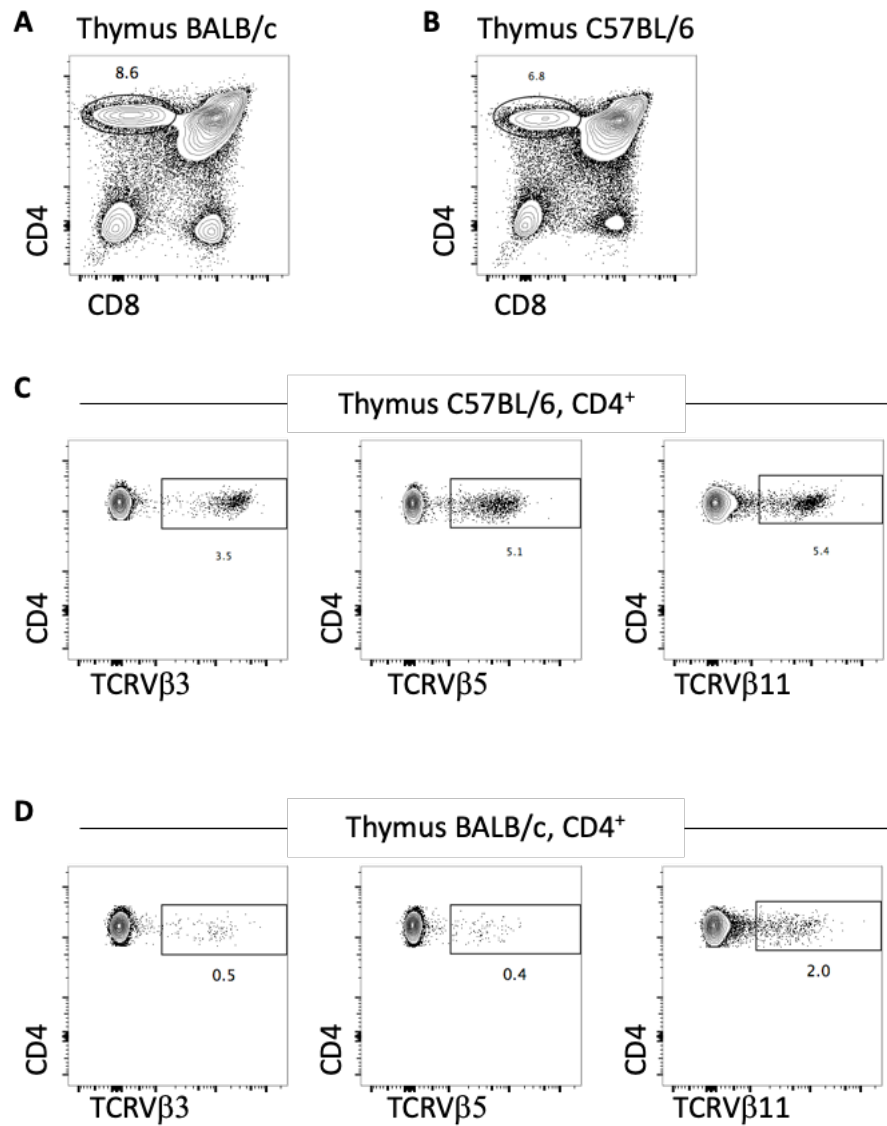 A Thymus BALB/c
B Thymus C57BL/6
8.6
6.8
CD4
CD4
CD8
CD8
C
Thymus C57BL/6, CD4⁺
3.5
5.1
5.4
CD4
CD4
CD4
TCRVβ3
TCRVβ5
TCRVβ11
D
Thymus BALB/c, CD4⁺
0.5
0.4
2.0
CD4
CD4
CD4
TCRVβ3
TCRVβ5
TCRVβ11